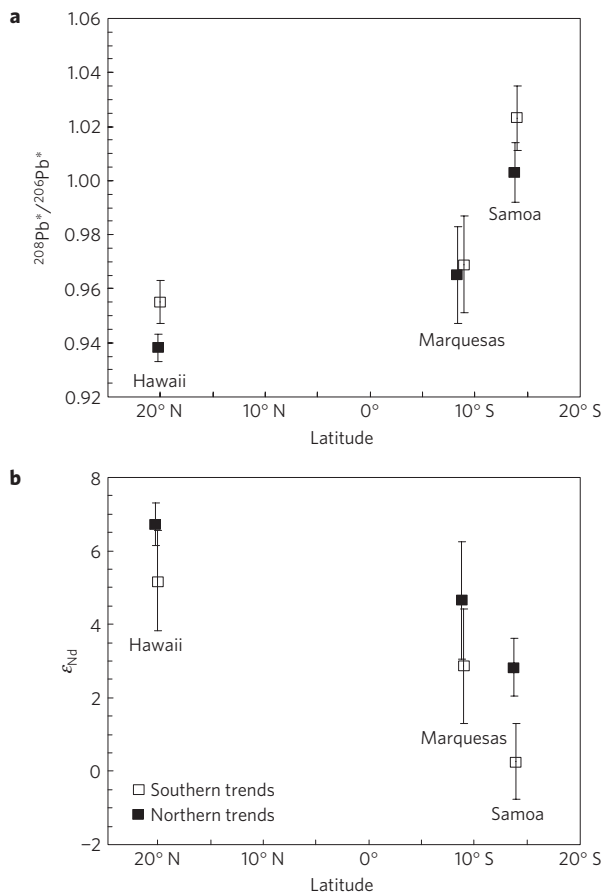 a
1.06
1.04
1.02
1.00
0.98
0.96
0.94
0.92
²⁰⁸Pb*/²⁰⁶Pb*
Samoa
Marquesas
Hawaii
20° N 10° N 0° 10° S 20° S
Latitude
b
8
6
4
2
0
−2
εNd
Hawaii
Marquesas
Samoa
Southern trends
Northern trends
20° N 10° N 0° 10° S 20° S
Latitude